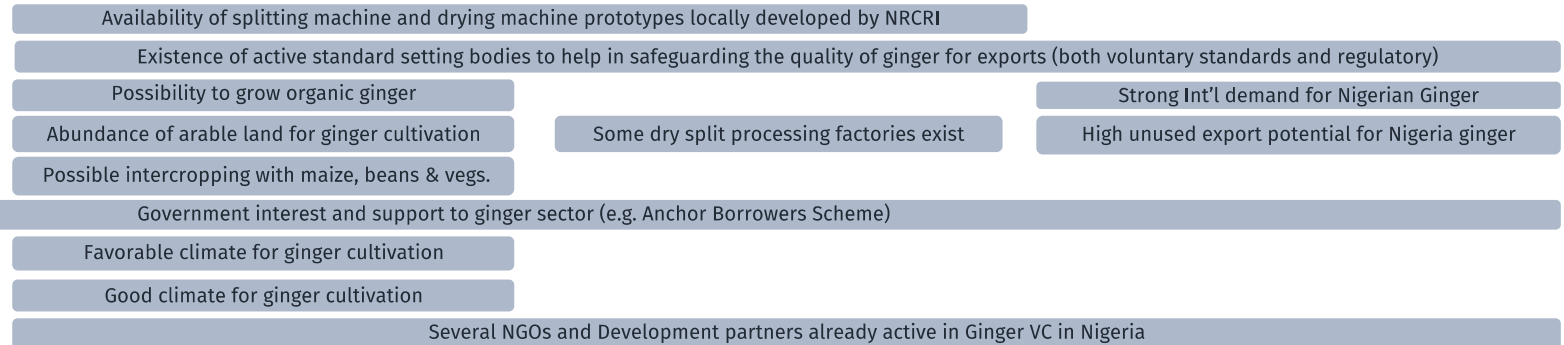 Availability of splitting machine and drying machine prototypes locally developed by NRCRI
Existence of active standard setting bodies to help in safeguarding the quality of ginger for exports (both voluntary standards and regulatory)
Possibility to grow organic ginger
Strong Int’l demand for Nigerian Ginger
Abundance of arable land for ginger cultivation
Some dry split processing factories exist
High unused export potential for Nigeria ginger
Possible intercropping with maize, beans & vegs.
Government interest and support to ginger sector (e.g. Anchor Borrowers Scheme)
Favorable climate for ginger cultivation
Good climate for ginger cultivation
Several NGOs and Development partners already active in Ginger VC in Nigeria